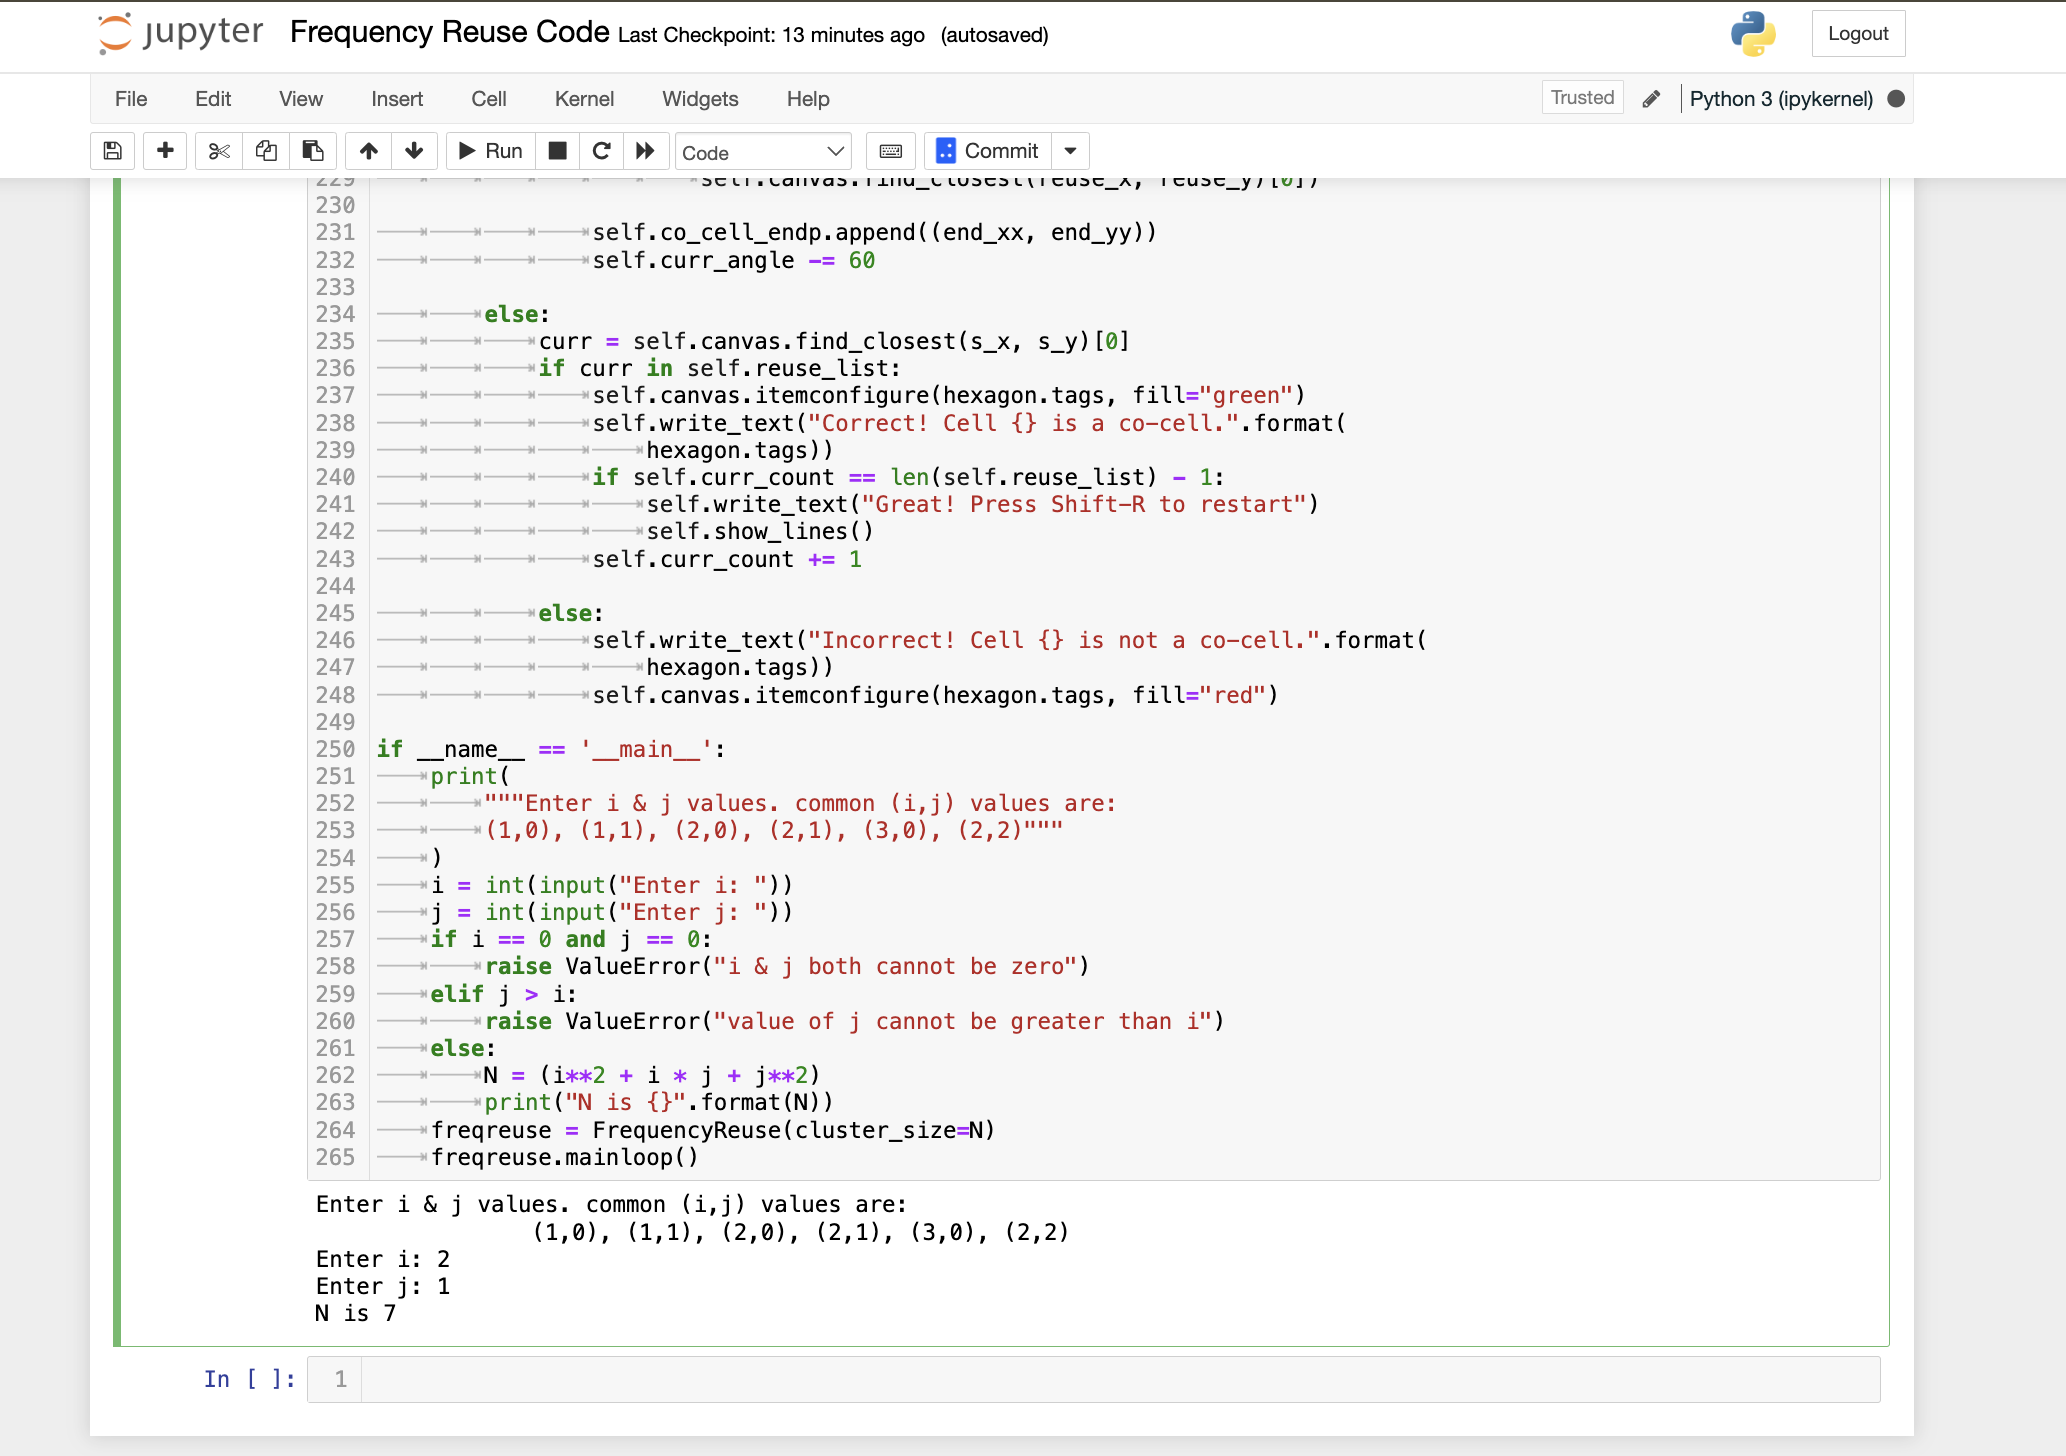 jupyter Frequency Reuse Code Last Checkpoint: 13 minutes ago (autosaved)
Logout
File Edit View Insert Cell Kernel Widgets Help
Trusted Python 3 (ipykernel)
Run Code Commit
229 self.canvas.find_closest(reuse_x, reuse_y)[0])
230
231 self.co_cell_endp.append((end_xx, end_yy))
232 self.curr_angle -= 60
233
234 else:
235 curr = self.canvas.find_closest(s_x, s_y)[0]
236 if curr in self.reuse_list:
237 self.canvas.itemconfigure(hexagon.tags, fill="green")
238 self.write_text("Correct! Cell {} is a co-cell.".format(
239 hexagon.tags))
240 if self.curr_count == len(self.reuse_list) - 1:
241 self.write_text("Great! Press Shift-R to restart")
242 self.show_lines()
243 self.curr_count += 1
244
245 else:
246 self.write_text("Incorrect! Cell {} is not a co-cell.".format(
247 hexagon.tags))
248 self.canvas.itemconfigure(hexagon.tags, fill="red")
249
250 if __name__ == '__main__':
251 print(
252 """Enter i & j values. common (i,j) values are:
253 (1,0), (1,1), (2,0), (2,1), (3,0), (2,2)"""
254 )
255 i = int(input("Enter i: "))
256 j = int(input("Enter j: "))
257 if i == 0 and j == 0:
258 raise ValueError("i & j both cannot be zero")
259 elif j > i:
260 raise ValueError("value of j cannot be greater than i")
261 else:
262 N = (i**2 + i * j + j**2)
263 print("N is {}".format(N))
264 freqreuse = FrequencyReuse(cluster_size=N)
265 freqreuse.mainloop()
Enter i & j values. common (i,j) values are:
(1,0), (1,1), (2,0), (2,1), (3,0), (2,2)
Enter i: 2
Enter j: 1
N is 7
In [ ]: 1